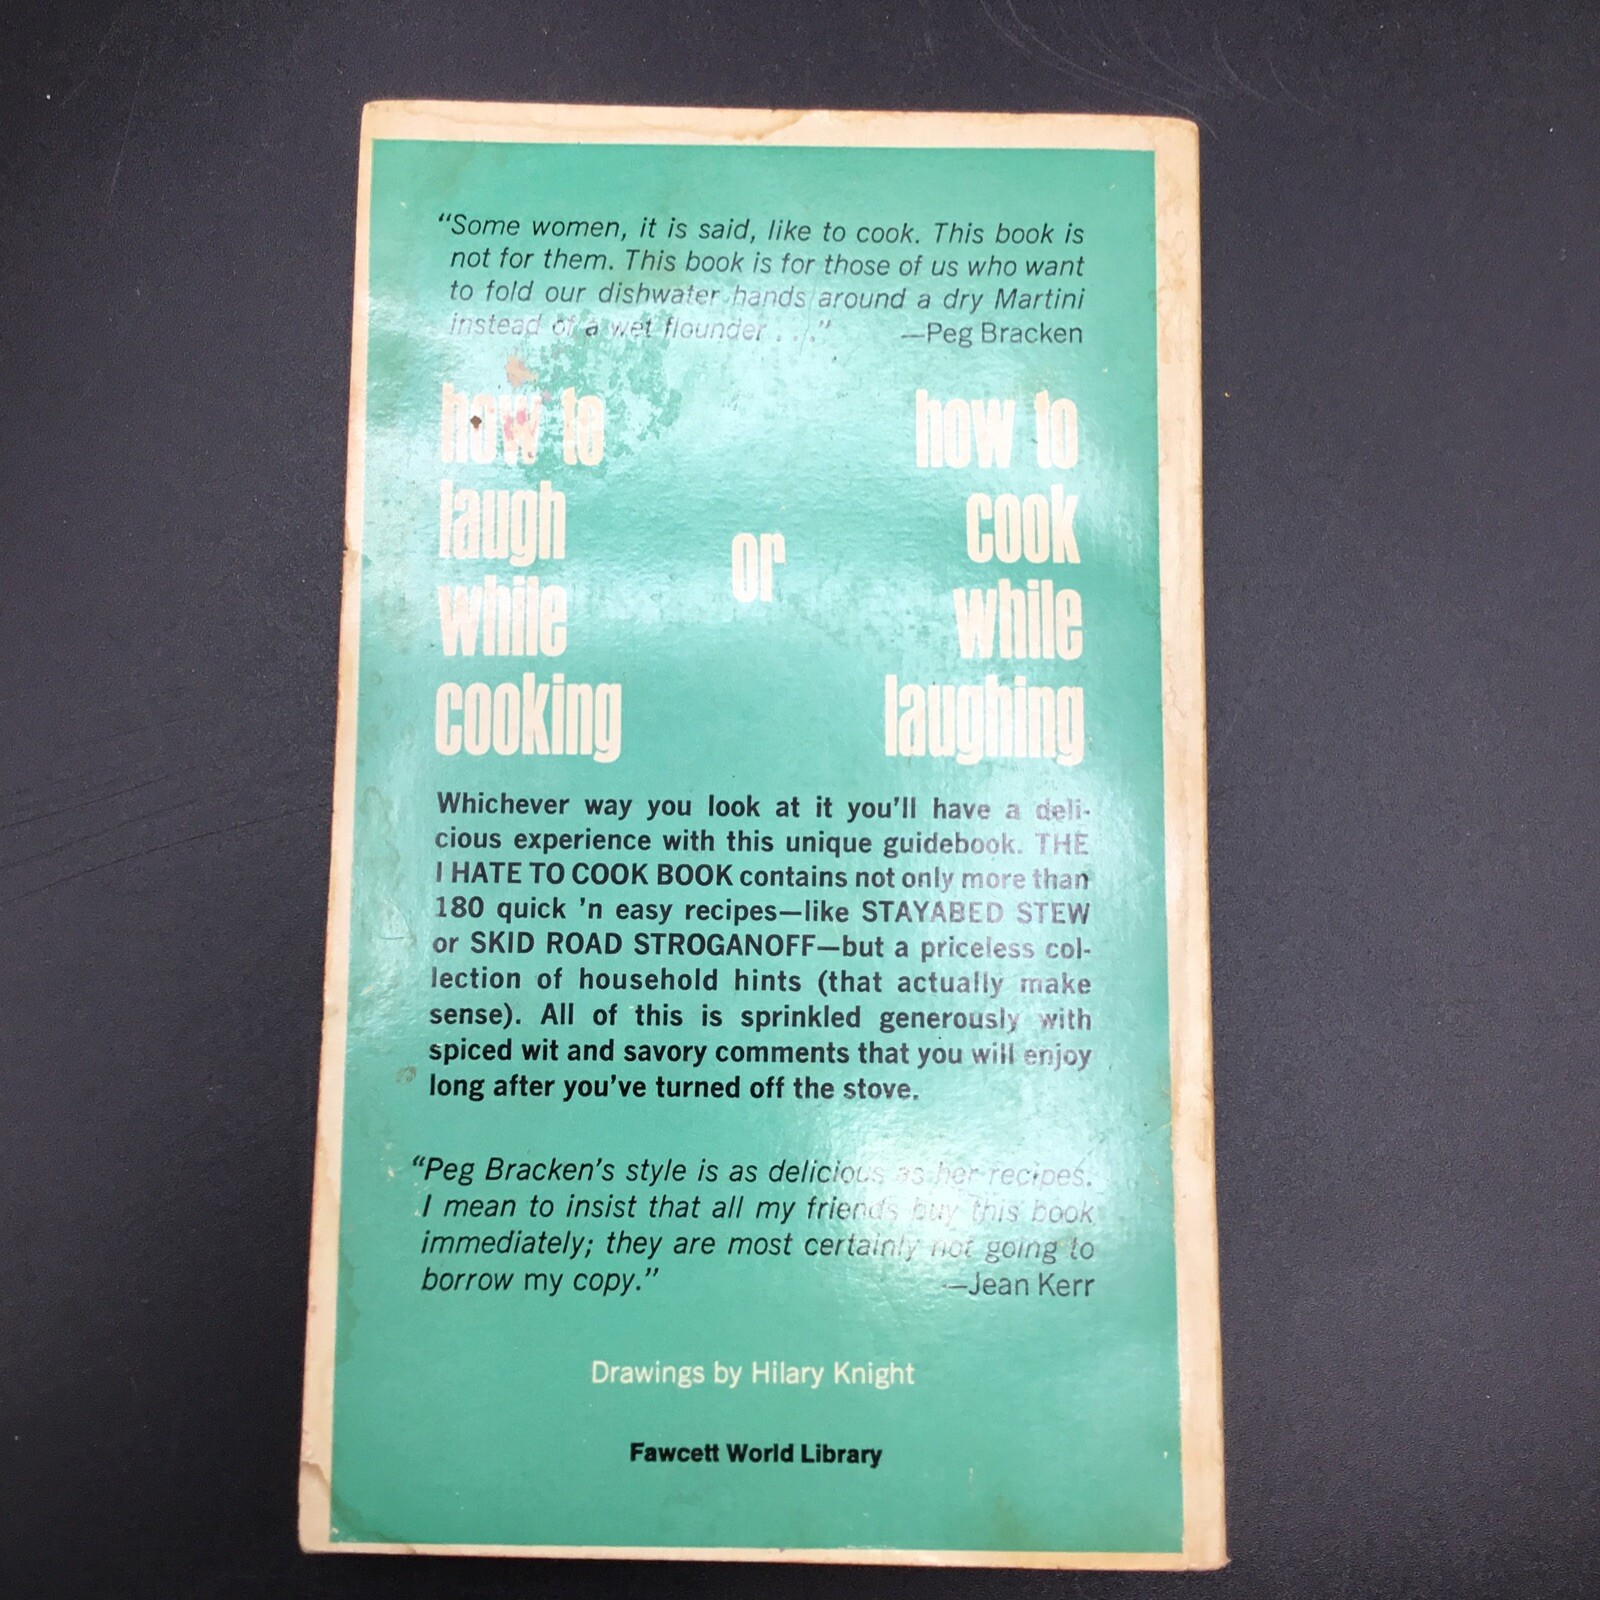 “Some women, it is said, like to cook. This book is
not for them. This book is for those of us who want
to fold our dishwater hands around a dry Martini
instead of a wet flounder . . .” —Peg Bracken
how to
laugh
while
cooking
or
how to
cook
while
laughing
Whichever way you look at it you'll have a deli-
cious experience with this unique guidebook. THE
I HATE TO COOK BOOK contains not only more than
180 quick 'n easy recipes—like STAYABED STEW
or SKID ROAD STROGANOFF—but a priceless col-
lection of household hints (that actually make
sense). All of this is sprinkled generously with
spiced wit and savory comments that you will enjoy
long after you've turned off the stove.
“Peg Bracken's style is as delicious as her recipes.
I mean to insist that all my friends buy this book
immediately; they are most certainly not going to
borrow my copy.” —Jean Kerr
Drawings by Hilary Knight
Fawcett World Library